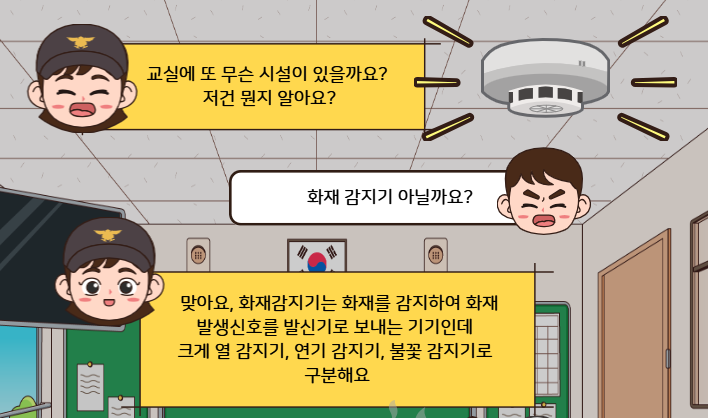 교실에 또 무슨 시설이 있을까요?
저건 뭔지 알아요?
화재 감지기 아닐까요?
맞아요, 화재감지기는 화재를 감지하여 화재
발생신호를 발신기로 보내는 기기인데
크게 열 감지기, 연기 감지기, 불꽃 감지기로
구분해요